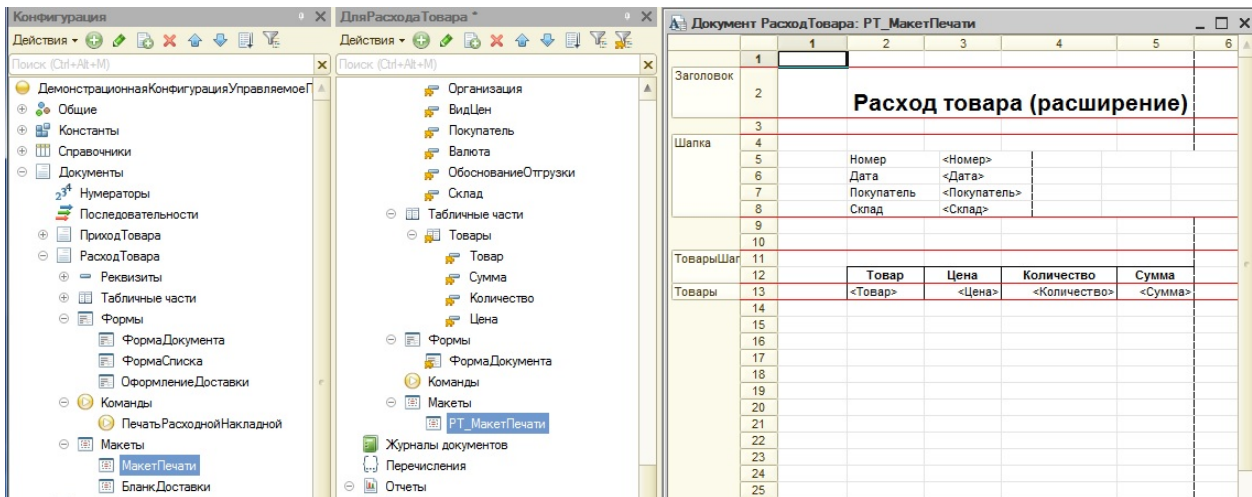 Конфигурация
Действия
Поиск (Ctrl+Alt+M)
ДемонстрационнаяКонфигурацияУправляемоеП
Общие
Константы
Справочники
Документы
Нумераторы
Последовательности
ПриходТовара
РасходТовара
Реквизиты
Табличные части
Формы
ФормаДокумента
ФормаСписка
ОформлениеДоставки
Команды
ПечатьРасходнойНакладной
Макеты
МакетПечати
БланкДоставки
ДляРасходаТовара *
Действия
Поиск (Ctrl+Alt+M)
Организация
ВидЦен
Покупатель
Валюта
ОбоснованиеОтгрузки
Склад
Табличные части
Товары
Товар
Сумма
Количество
Цена
Формы
ФормаДокумента
Команды
Макеты
РТ_МакетПечати
Журналы документов
Перечисления
Отчеты
Документ РасходТовара: РТ_МакетПечати
1 2 3 4 5 6
1
Заголовок
2 Расход товара (расширение)
3
Шапка 4
5 Номер <Номер>
6 Дата <Дата>
7 Покупатель <Покупатель>
8 Склад <Склад>
9
10
ТоварыШаг 11
12 Товар Цена Количество Сумма
Товары 13 <Товар> <Цена> <Количество> <Сумма>
14
15
16
17
18
19
20
21
22
23
24
25